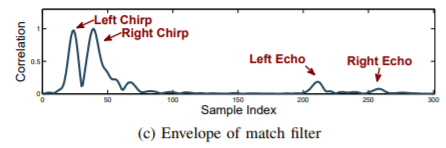 Left Chirp
Right Chirp
Left Echo
Right Echo
Correlation
1
0.5
0
0 50 100 150 200 250 300
Sample Index
(c) Envelope of match filter